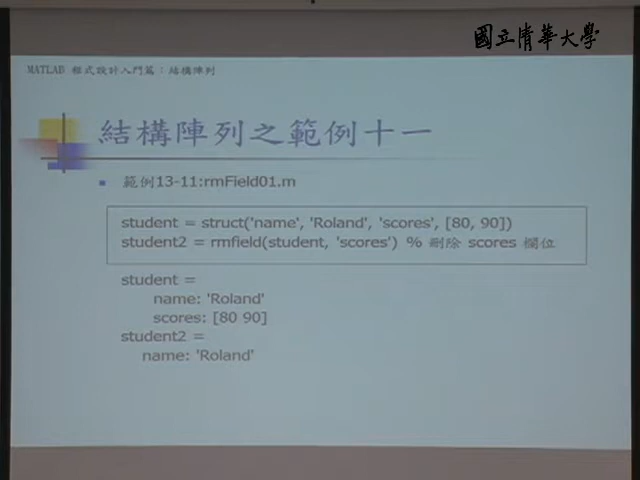 國立清華大學
MATLAB 程式設計入門篇：結構陣列
結構陣列之範例十一
範例13-11:rmField01.m
student = struct('name', 'Roland', 'scores', [80, 90])
student2 = rmfield(student, 'scores') % 刪除 scores 欄位
student =
name: 'Roland'
scores: [80 90]
student2 =
name: 'Roland'